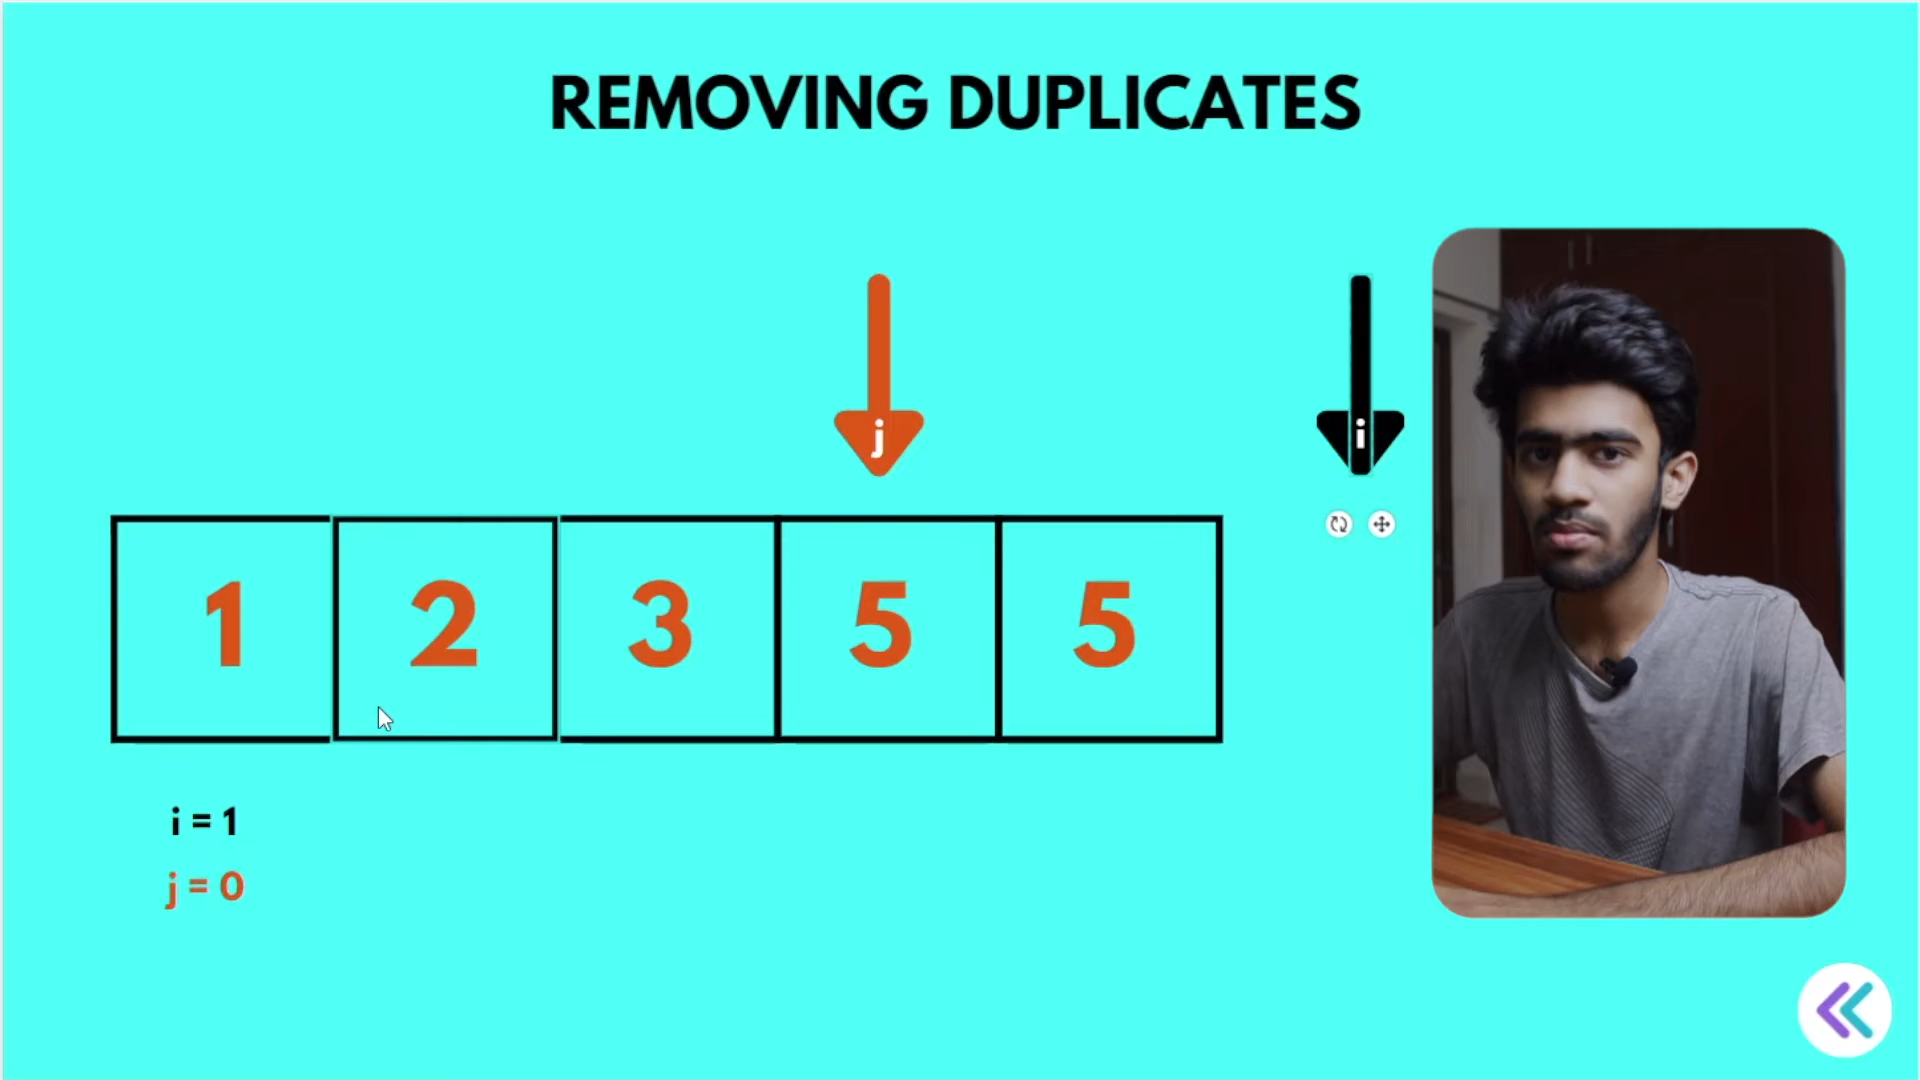 REMOVING DUPLICATES
j
i
1 2 3 5 5
i = 1
j = 0